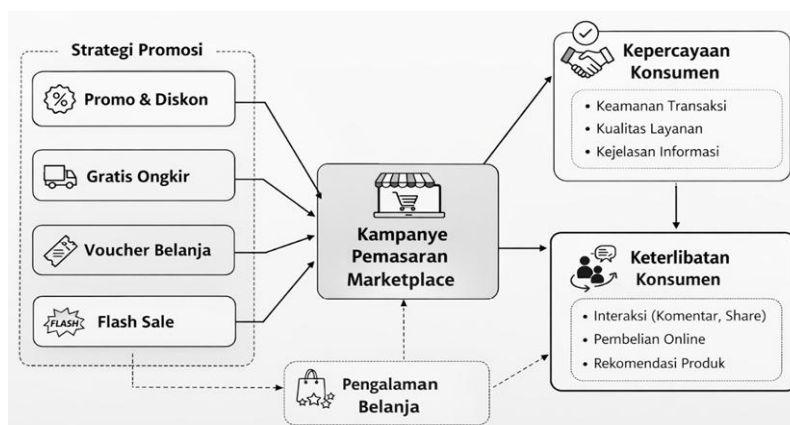 Strategi Promosi
Promo & Diskon
Gratis Ongkir
Voucher Belanja
FLASH
Flash Sale
Kampanye
Pemasaran
Marketplace
Pengalaman
Belanja
Kepercayaan
Konsumen
• Keamanan Transaksi
• Kualitas Layanan
• Kejelasan Informasi
Keterlibatan
Konsumen
• Interaksi (Komentar, Share)
• Pembelian Online
• Rekomendasi Produk